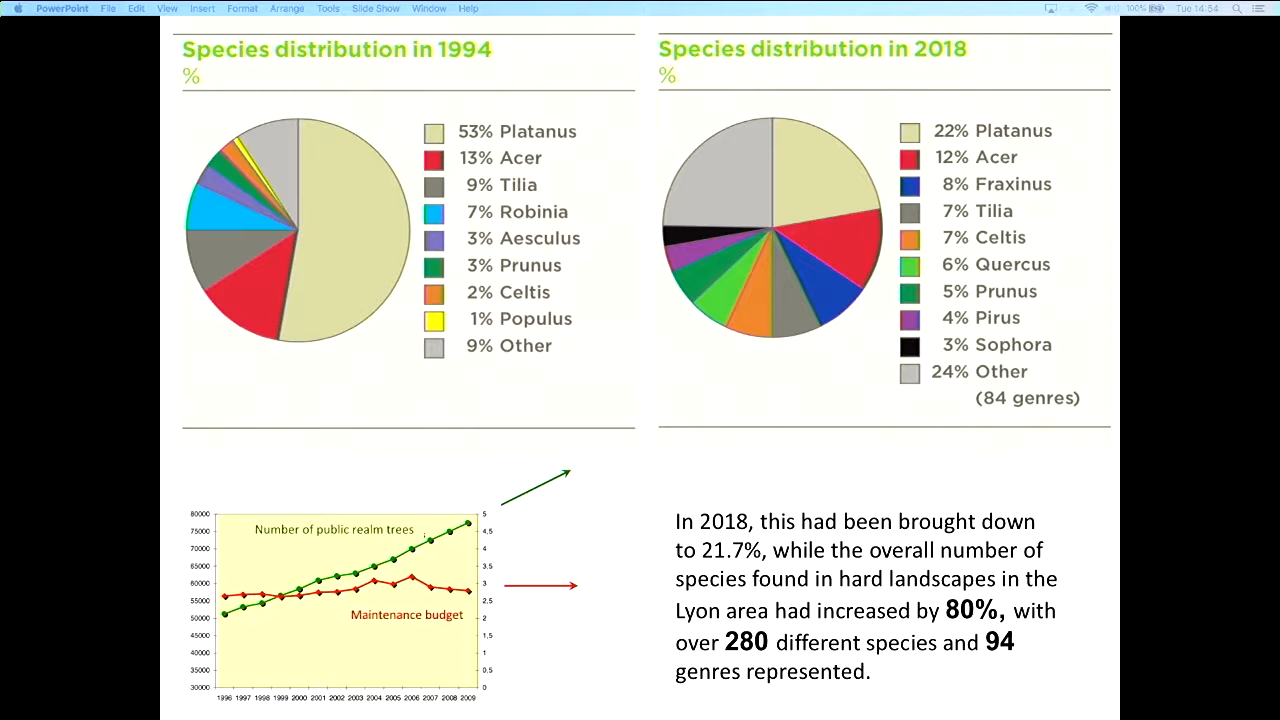 PowerPoint File Edit View Insert Format Arrange Tools Slide Show Window Help 100% Tue 14:54
Species distribution in 1994
%
53% Platanus
13% Acer
9% Tilia
7% Robinia
3% Aesculus
3% Prunus
2% Celtis
1% Populus
9% Other
Species distribution in 2018
%
22% Platanus
12% Acer
8% Fraxinus
7% Tilia
7% Celtis
6% Quercus
5% Prunus
4% Pirus
3% Sophora
24% Other
(84 genres)
Number of public realm trees
Maintenance budget
80000
75000
70000
65000
60000
55000
50000
45000
40000
35000
30000
5
4,5
4
3,5
3
2,5
2
1,5
1
0,5
0
1996 1997 1998 1999 2000 2001 2002 2003 2004 2005 2006 2007 2008 2009
In 2018, this had been brought down
to 21.7%, while the overall number of
species found in hard landscapes in the
Lyon area had increased by 80%, with
over 280 different species and 94
genres represented.